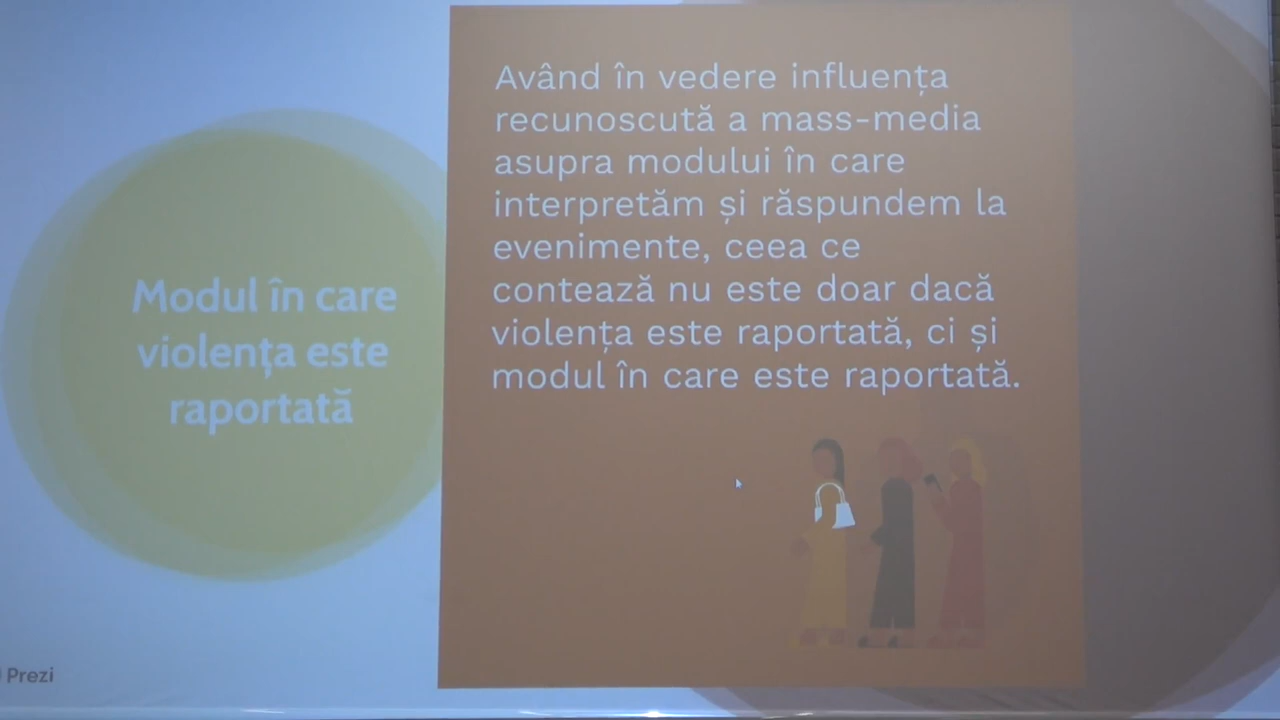 Modul în care
violența este
raportată
Având în vedere influența
recunoscută a mass-media
asupra modului în care
interpretăm și răspundem la
evenimente, ceea ce
contează nu este doar dacă
violența este raportată, ci și
modul în care este raportată.
Prezi